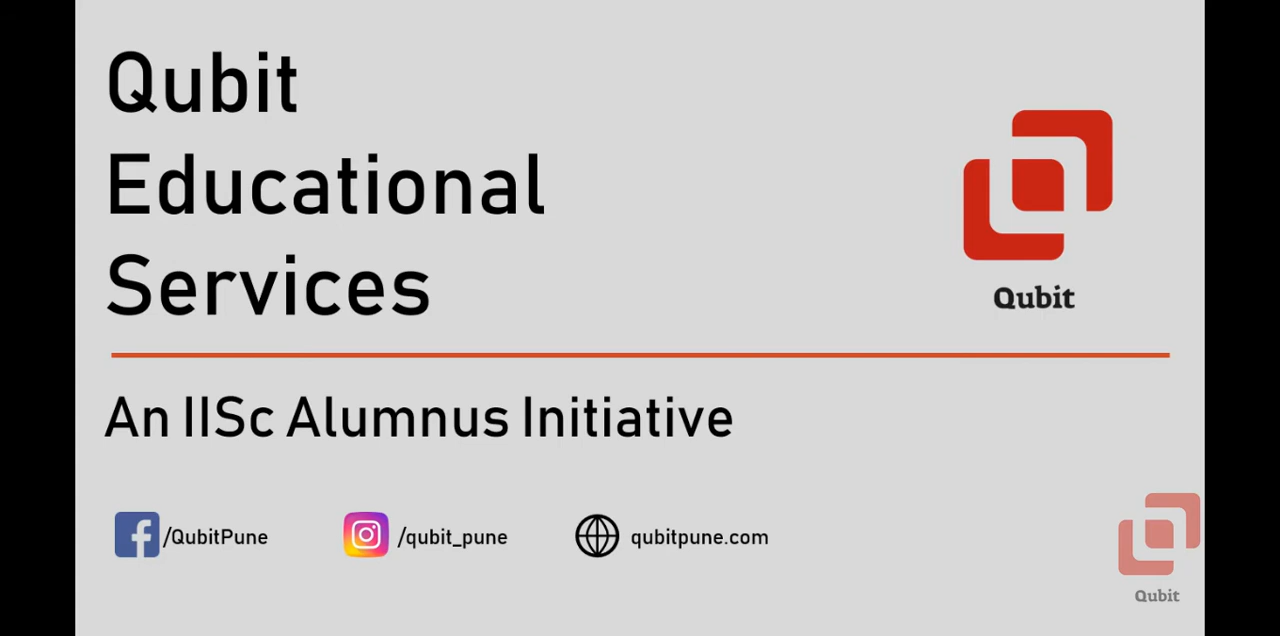 Qubit
Educational
Services
Qubit
An IISc Alumnus Initiative
/QubitPune
/qubit_pune
qubitpune.com
Qubit